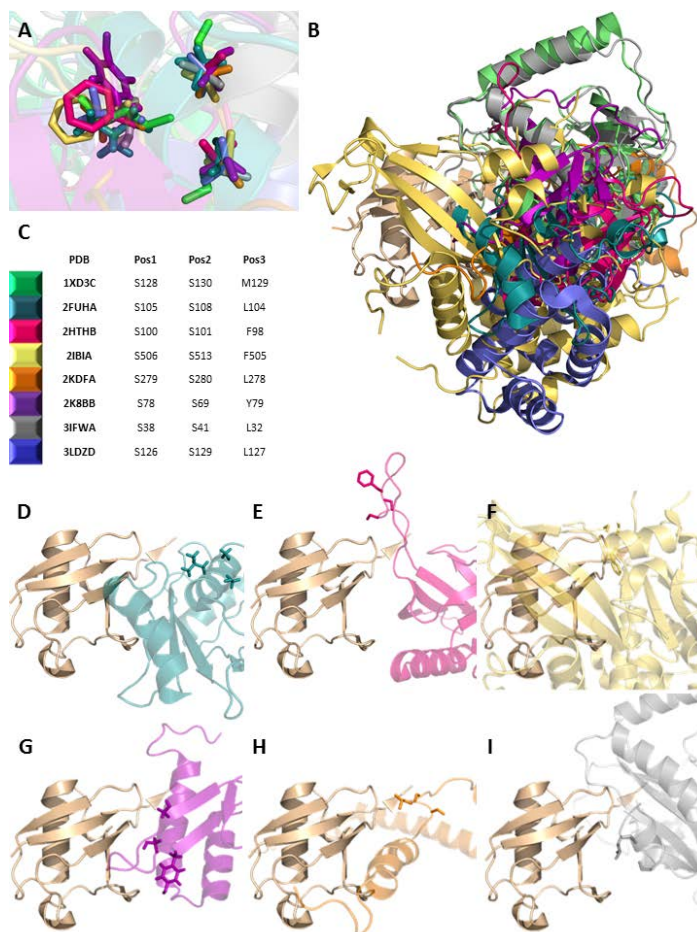 A
B
C
PDB Pos1 Pos2 Pos3
1XD3C S128 S130 M129
2FUHA S105 S108 L104
2HTHB S100 S101 F98
2IBIA S506 S513 F505
2KDFA S279 S280 L278
2K8BB S78 S69 Y79
3IFWA S38 S41 L32
3LDZD S126 S129 L127
D
E
F
G
H
I